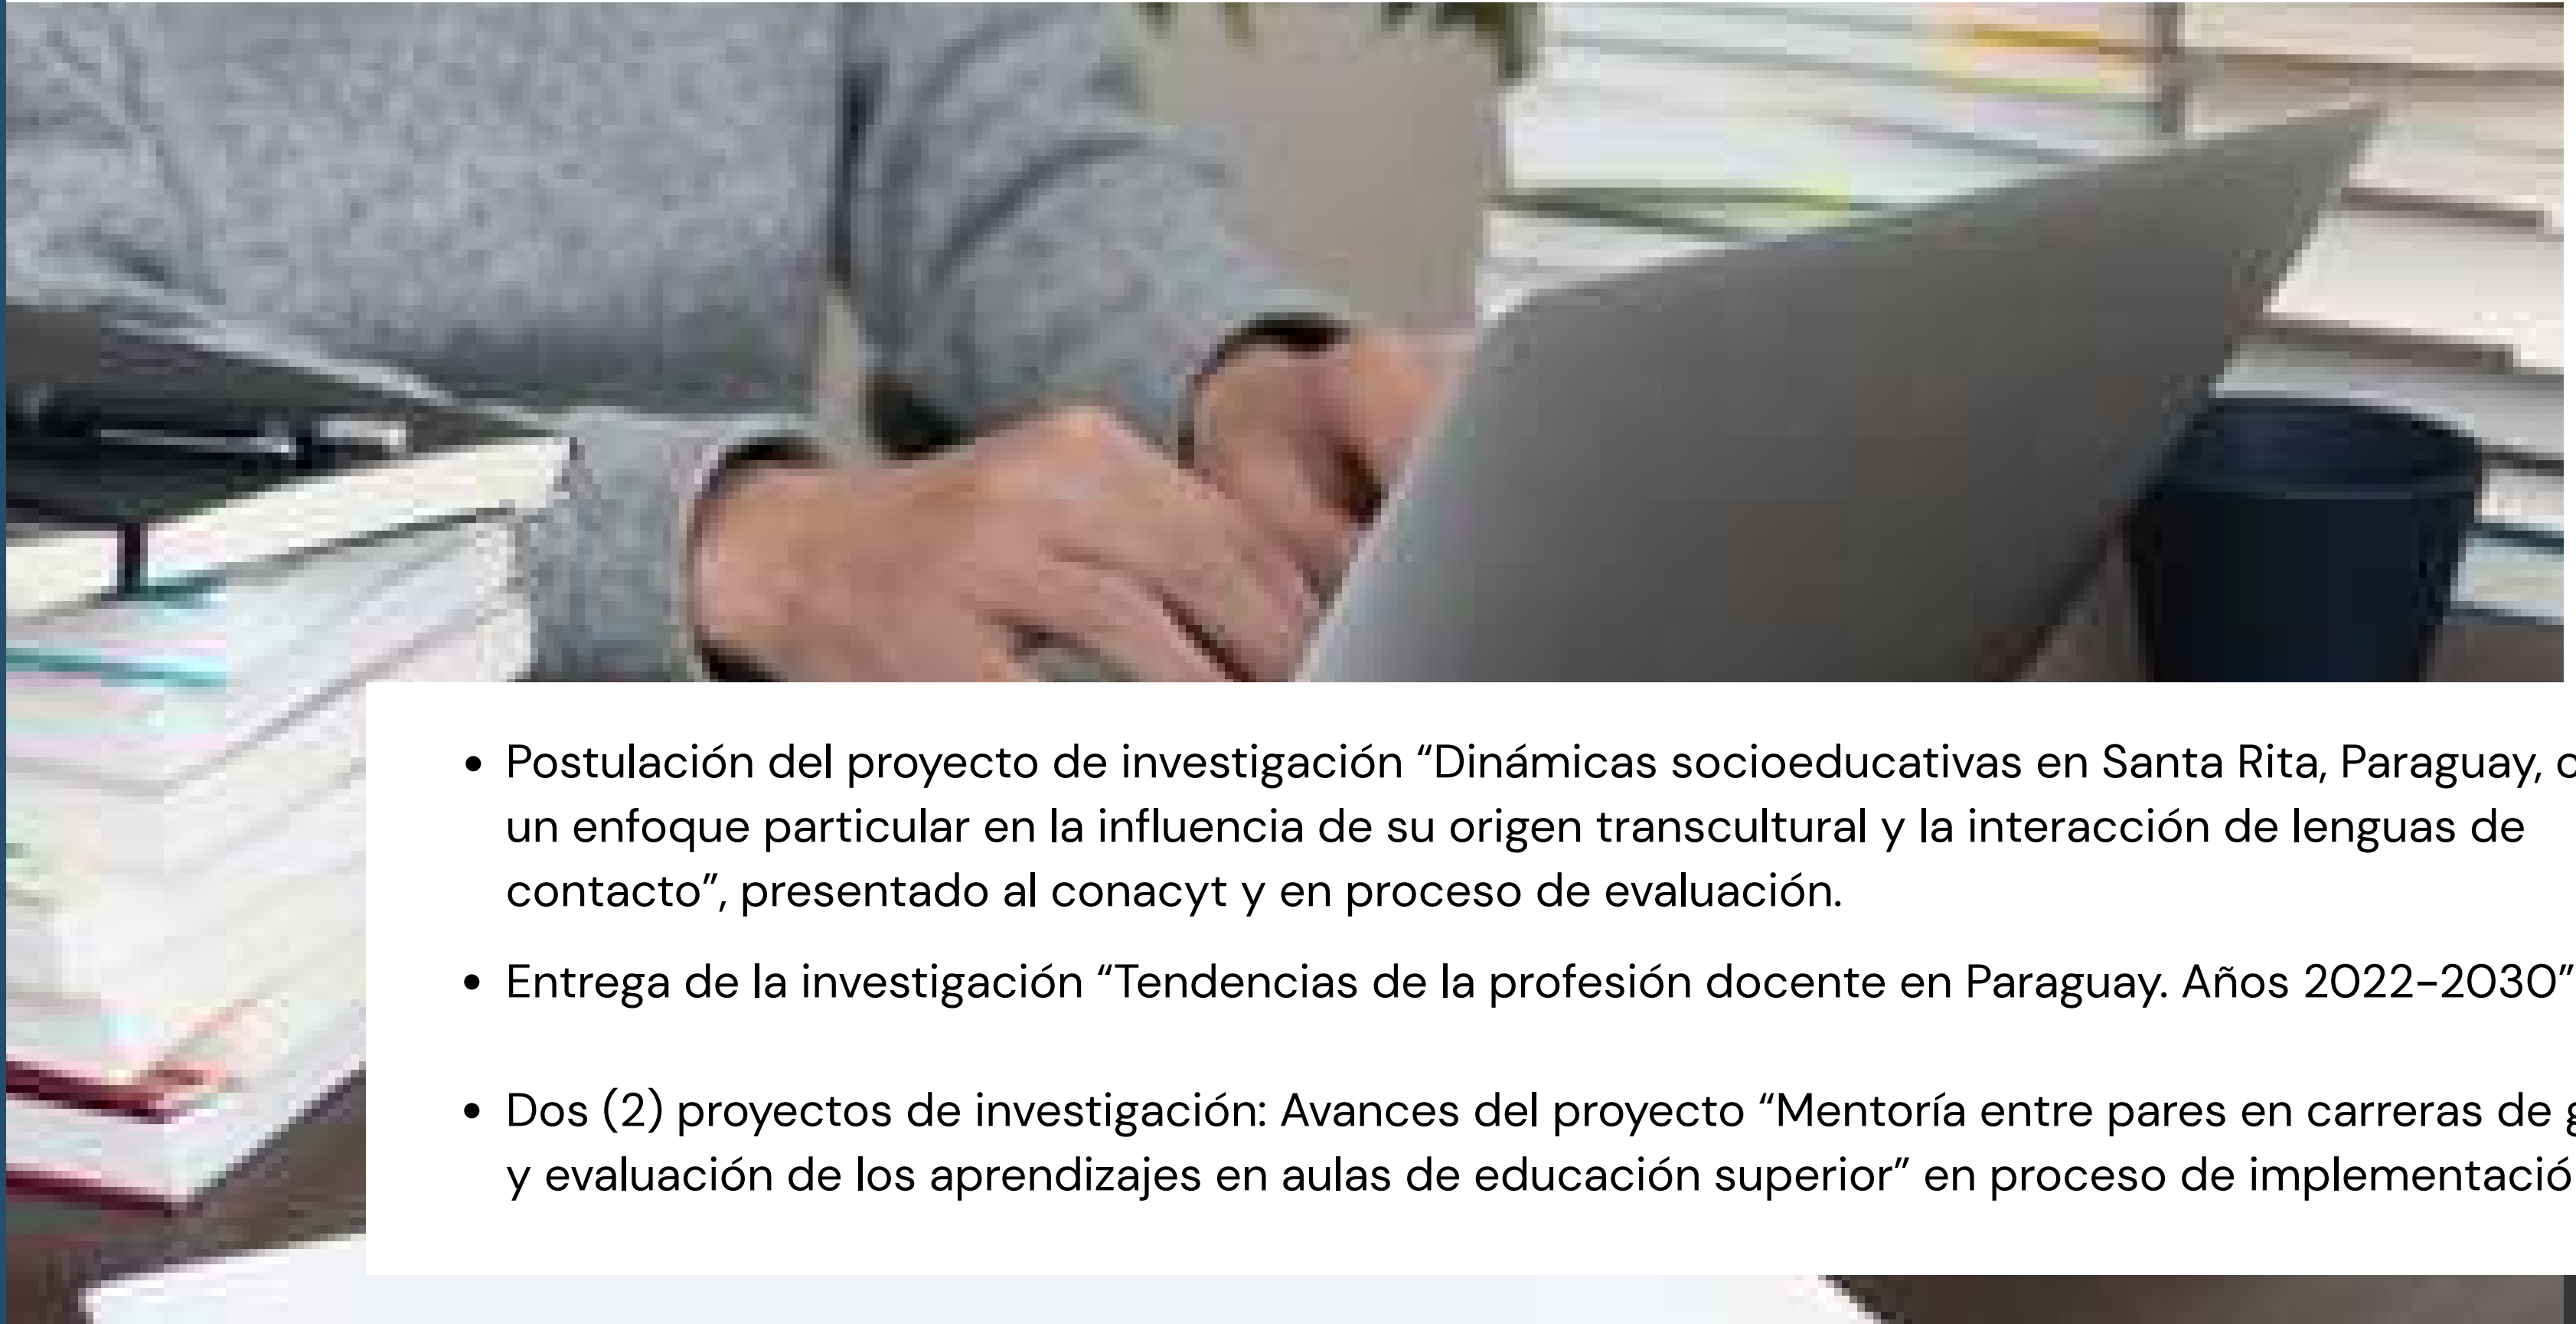 • Postulación del proyecto de investigación “Dinámicas socioeducativas en Santa Rita, Paraguay,
un enfoque particular en la influencia de su origen transcultural y la interacción de lenguas de
contacto”, presentado al conacyt y en proceso de evaluación.
• Entrega de la investigación “Tendencias de la profesión docente en Paraguay. Años 2022-2030”
• Dos (2) proyectos de investigación: Avances del proyecto “Mentoría entre pares en carreras de
y evaluación de los aprendizajes en aulas de educación superior” en proceso de